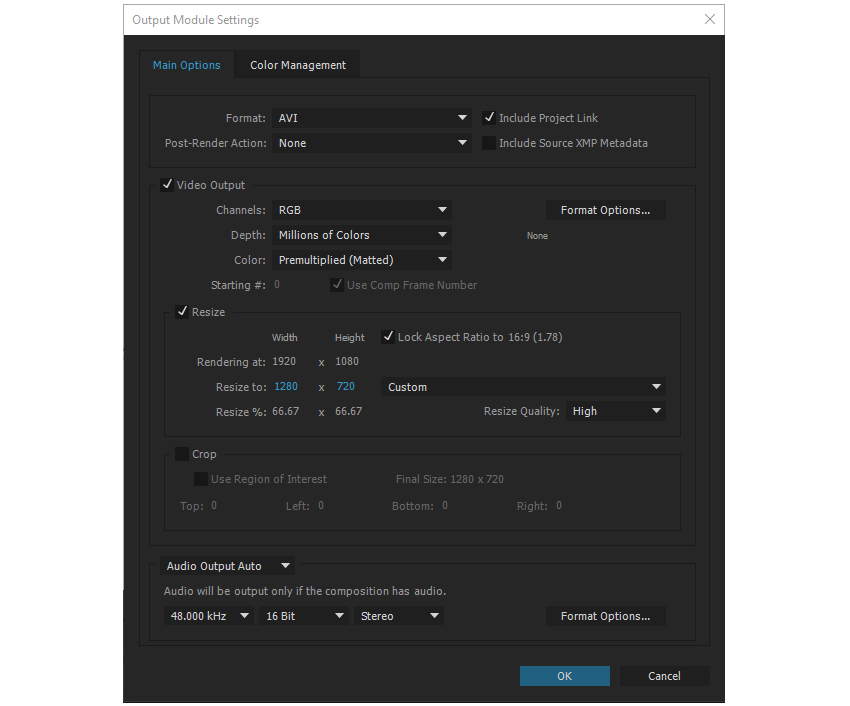 Output Module Settings
Main Options Color Management
Format: AVI Include Project Link
Post-Render Action: None Include Source XMP Metadata
Video Output
Channels: RGB Format Options...
Depth: Millions of Colors None
Color: Premultiplied (Matted)
Starting #: 0 Use Comp Frame Number
Resize
Width Height Lock Aspect Ratio to 16:9 (1.78)
Rendering at: 1920 x 1080
Resize to: 1280 x 720 Custom
Resize %: 66.67 x 66.67 Resize Quality: High
Crop
Use Region of Interest Final Size: 1280 x 720
Top: 0 Left: 0 Bottom: 0 Right: 0
Audio Output Auto
Audio will be output only if the composition has audio.
48.000 kHz 16 Bit Stereo Format Options...
OK Cancel